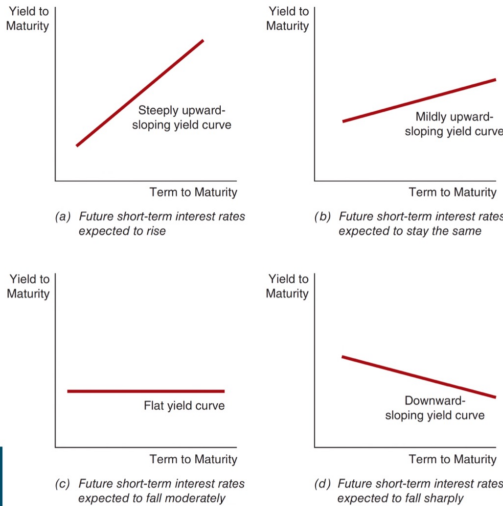 Yield to
Maturity
Steeply upward-
sloping yield curve
Term to Maturity
(a) Future short-term interest rates
expected to rise
Yield to
Maturity
Mildly upward-
sloping yield curve
Term to Maturity
(b) Future short-term interest rates
expected to stay the same
Yield to
Maturity
Flat yield curve
Term to Maturity
(c) Future short-term interest rates
expected to fall moderately
Yield to
Maturity
Downward-
sloping yield curve
Term to Maturity
(d) Future short-term interest rates
expected to fall sharply